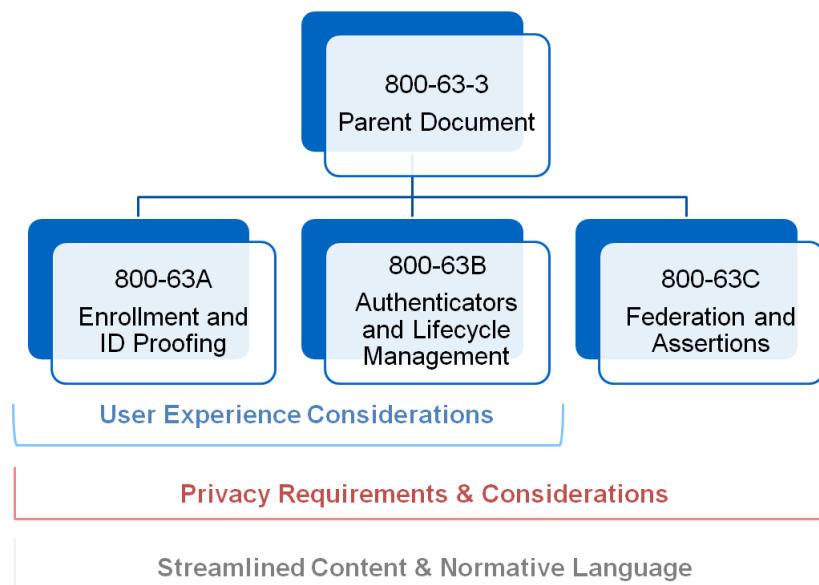 800-63-3
Parent Document
800-63A
Enrollment and
ID Proofing
800-63B
Authenticators
and Lifecycle
Management
800-63C
Federation and
Assertions
User Experience Considerations
Privacy Requirements & Considerations
Streamlined Content & Normative Language